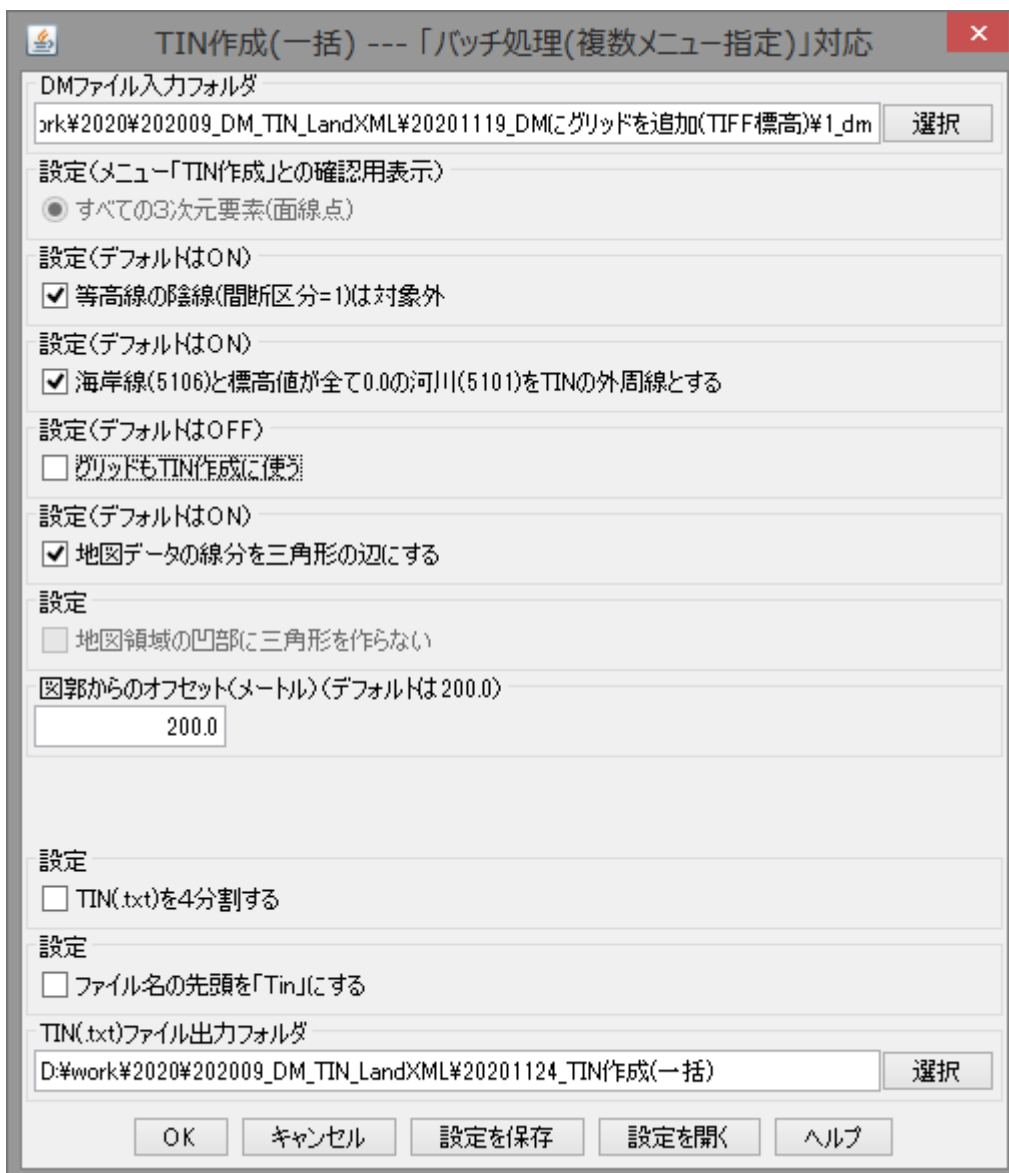 TIN作成(一括) --- 「バッチ処理(複数メニュー指定)」対応
DMファイル入力フォルダ
ork¥2020¥202009_DM_TIN_LandXML¥20201119_DMにグリッドを追加(TIFF標高)¥1_dm 選択
設定(メニュー「TIN作成」との確認用表示)
すべての3次元要素(面線点)
設定(デフォルトはON)
等高線の陰線(間断区分=1)は対象外
設定(デフォルトはON)
海岸線(5106)と標高値が全て0.0の河川(5101)をTINの外周線とする
設定(デフォルトはOFF)
グリッドもTIN作成に使う
設定(デフォルトはON)
地図データの線分を三角形の辺にする
設定
地図領域の凹部に三角形を作らない
図郭からのオフセット(メートル)(デフォルトは200.0)
200.0
設定
TIN(.txt)を4分割する
設定
ファイル名の先頭を「Tin」にする
TIN(.txt)ファイル出力フォルダ
D:¥work¥2020¥202009_DM_TIN_LandXML¥20201124_TIN作成(一括) 選択
OK キャンセル 設定を保存 設定を開く ヘルプ